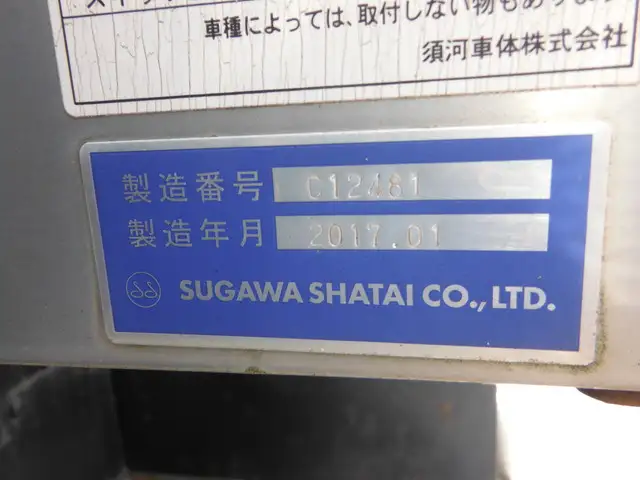 車種によっては、取付しない物もあ
須河車体株式会社
製造番号 C12481
製造年月 2017.01
SUGAWA SHATAI CO., LTD.